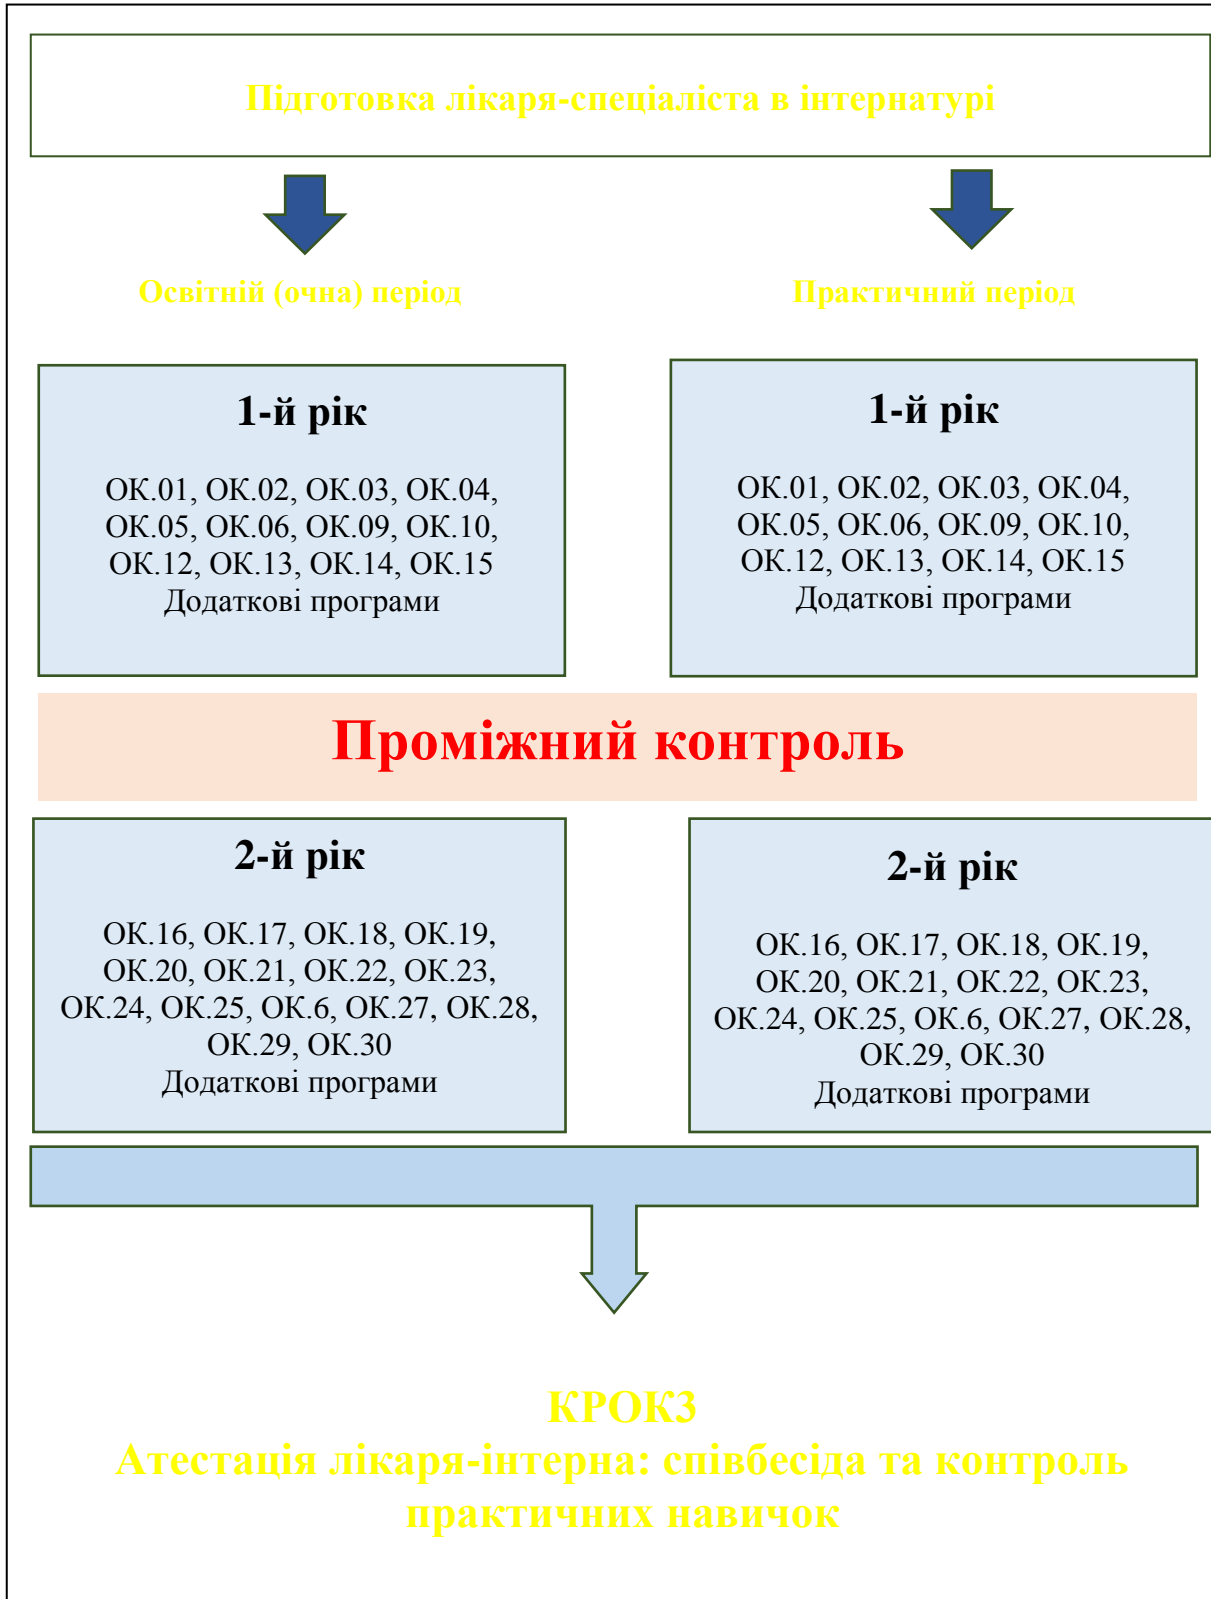 Підготовка лікаря-спеціаліста в інтернатурі
Освітній (очна) період
Практичний період
1-й рік
ОК.01, ОК.02, ОК.03, ОК.04,
ОК.05, ОК.06, ОК.09, ОК.10,
ОК.12, ОК.13, ОК.14, ОК.15
Додаткові програми
1-й рік
ОК.01, ОК.02, ОК.03, ОК.04,
ОК.05, ОК.06, ОК.09, ОК.10,
ОК.12, ОК.13, ОК.14, ОК.15
Додаткові програми
Проміжний контроль
2-й рік
ОК.16, ОК.17, ОК.18, ОК.19,
ОК.20, ОК.21, ОК.22, ОК.23,
ОК.24, ОК.25, ОК.6, ОК.27, ОК.28,
ОК.29, ОК.30
Додаткові програми
2-й рік
ОК.16, ОК.17, ОК.18, ОК.19,
ОК.20, ОК.21, ОК.22, ОК.23,
ОК.24, ОК.25, ОК.6, ОК.27, ОК.28,
ОК.29, ОК.30
Додаткові програми
КРОК3
Атестація лікаря-інтерна: співбесіда та контроль
практичних навичок